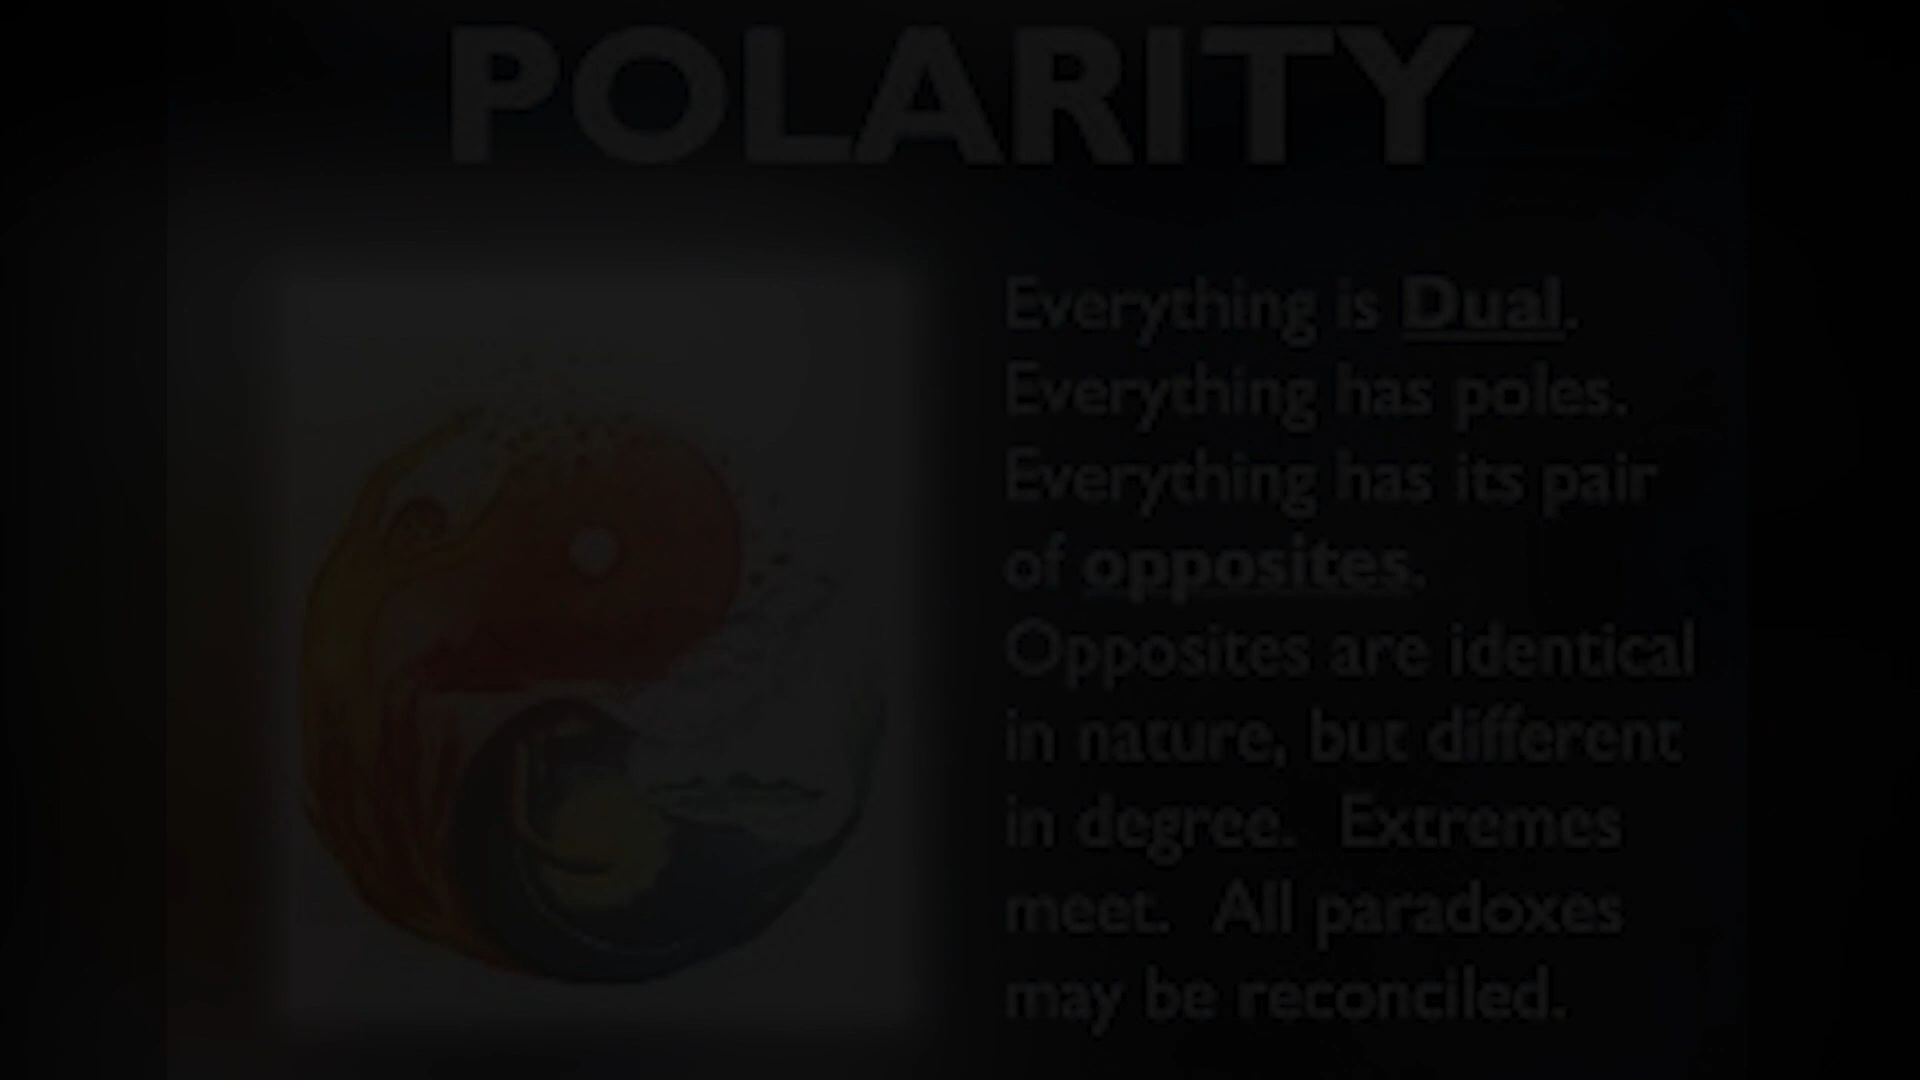 POLARITY
Everything is Dual.
Everything has poles.
Everything has its pair
of opposites.
Opposites are identical
in nature, but different
in degree. Extremes
meet. All paradoxes
may be reconciled.